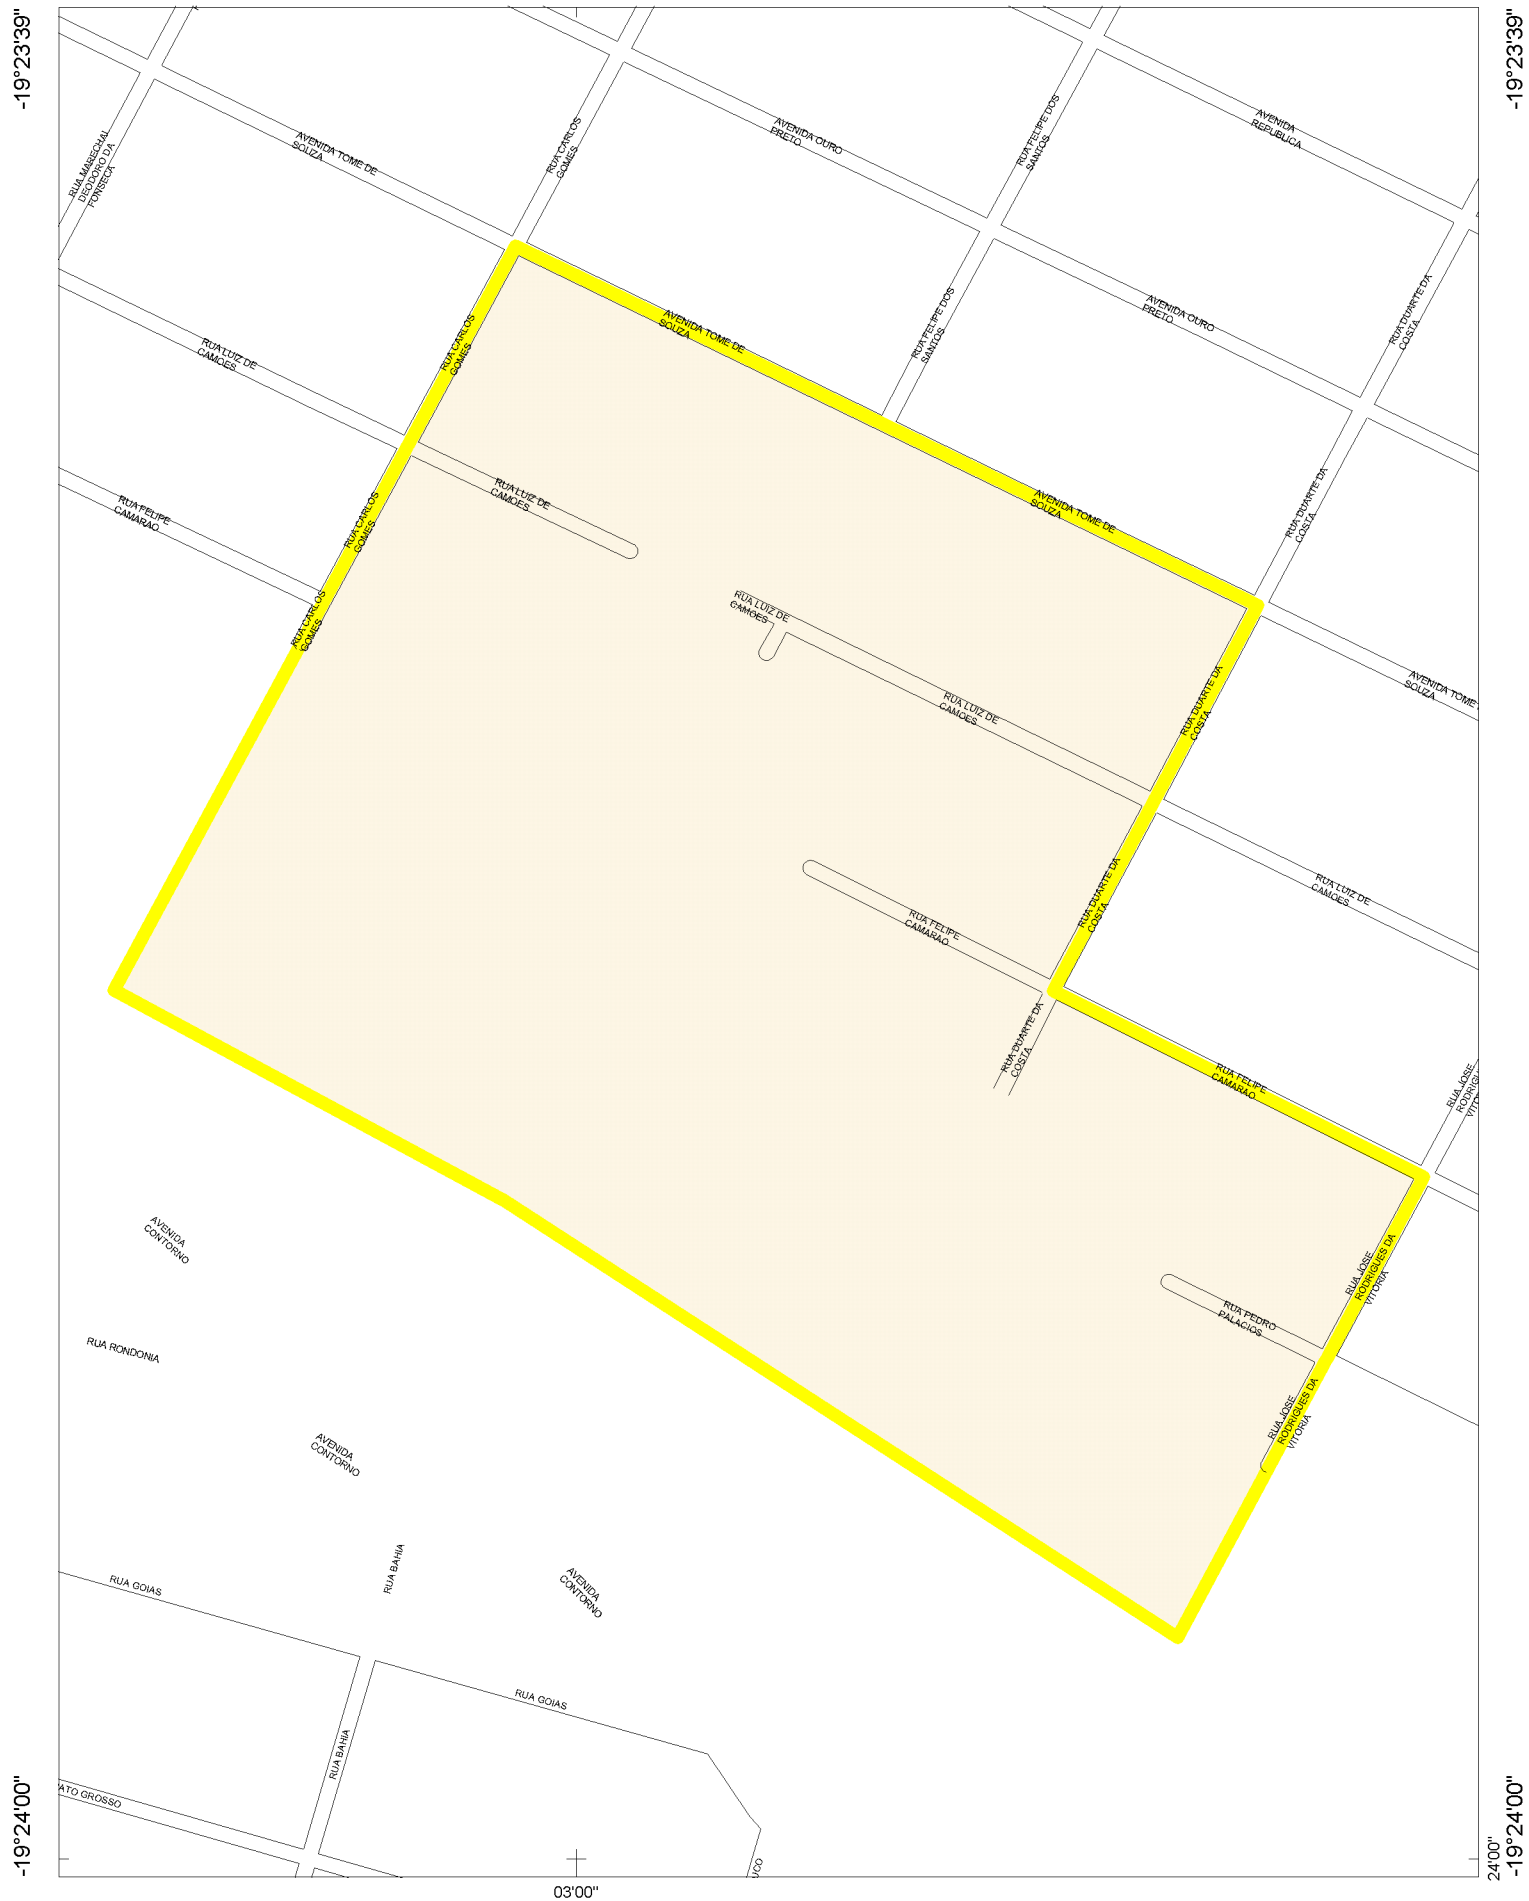 -19°23'39"
-19°23'39"
RUA MARECHAL
DEODORO DA
FONSECA
AVENIDA TOME DE
SOUZA
RUA CARLOS
GOMES
AVENIDA OURO
PRETO
RUA FELIPE DOS
SANTOS
AVENIDA
REPUBLICA
RUA LUIZ DE
CAMOES
RUA CARLOS
GOMES
AVENIDA TOME DE
SOUZA
RUA FELIPE DOS
SANTOS
AVENIDA OURO
PRETO
RUA DUARTE DA
COSTA
RUA FELIPE
CAMARAO
RUA CARLOS
GOMES
RUA LUIZ DE
CAMOES
AVENIDA TOME DE
SOUZA
RUA DUARTE DA
COSTA
RUA CARLOS
GOMES
RUA LUIZ DE
CAMOES
RUA LUIZ DE
CAMOES
RUA DUARTE DA
COSTA
AVENIDA TOME
SOUZA
RUA FELIPE
CAMARAO
RUA DUARTE DA
COSTA
RUA LUIZ DE
CAMOES
RUA DUARTE DA
COSTA
RUA FELIPE
CAMARAO
RUA JOSE
RODRIGU
VITO
AVENIDA
CONTORNO
RUA JOSE
RODRIGUES DA
VITORIA
RUA PEDRO
PALACIOS
RUA RONDONIA
RUA JOSE
RODRIGUES DA
VITORIA
AVENIDA
CONTORNO
RUA GOIAS
RUA BAHIA
AVENIDA
CONTORNO
RUA GOIAS
RUA BAHIA
ATO GROSSO
UCO
-19°24'00"
03'00"
24'00"
-19°24'00"